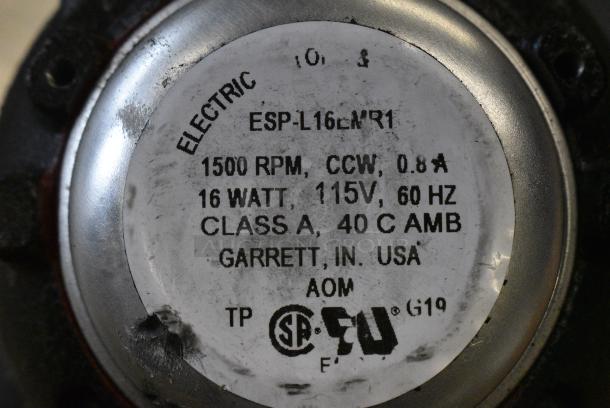 ELECTRIC
ESP-L16EMR1
1500 RPM, CCW, 0.8 A
16 WATT, 115V, 60 HZ
CLASS A, 40 C AMB
GARRETT, IN. USA
AOM
TP SA G19